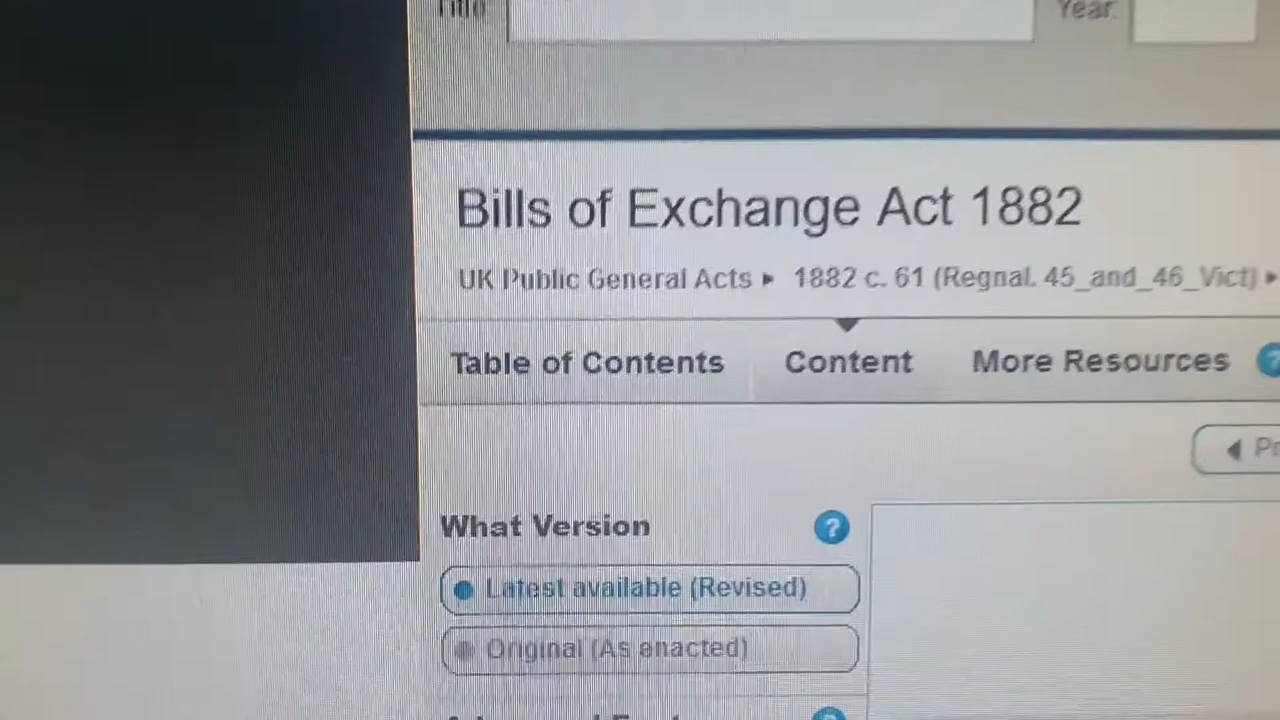 Title
Year:
Bills of Exchange Act 1882
UK Public General Acts ▸ 1882 c. 61 (Regnal. 45_and_46_Vict) ▸
Table of Contents Content More Resources ?
What Version ?
Latest available (Revised)
Original (As enacted)